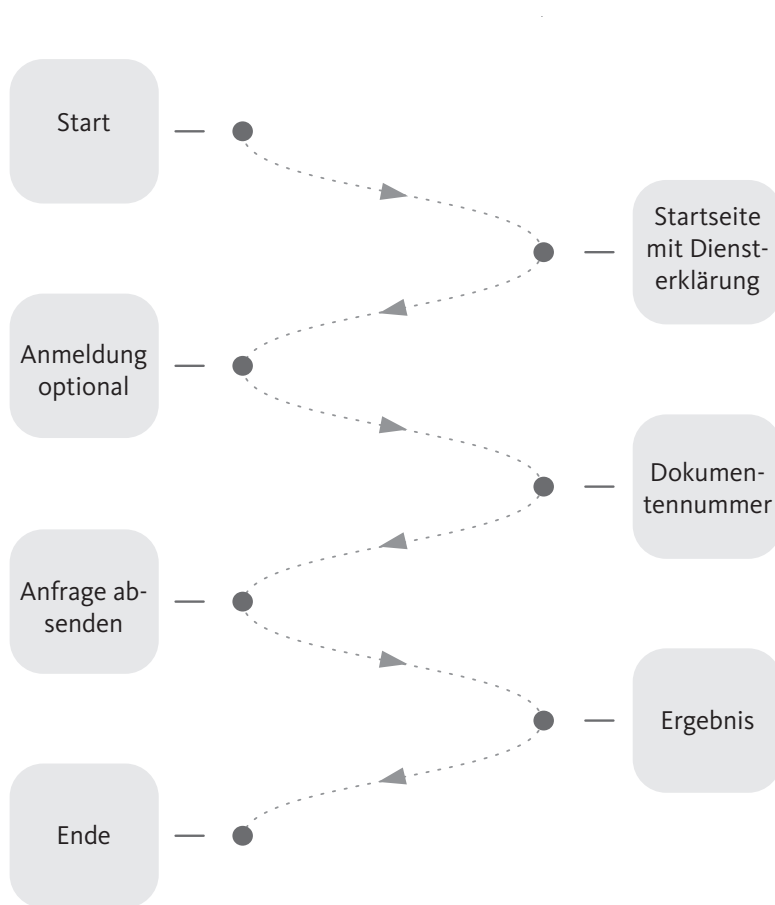 Start
Startseite
mit Dienst-
erklärung
Anmeldung
optional
Dokumen-
tennummer
Anfrage ab-
senden
Ergebnis
Ende